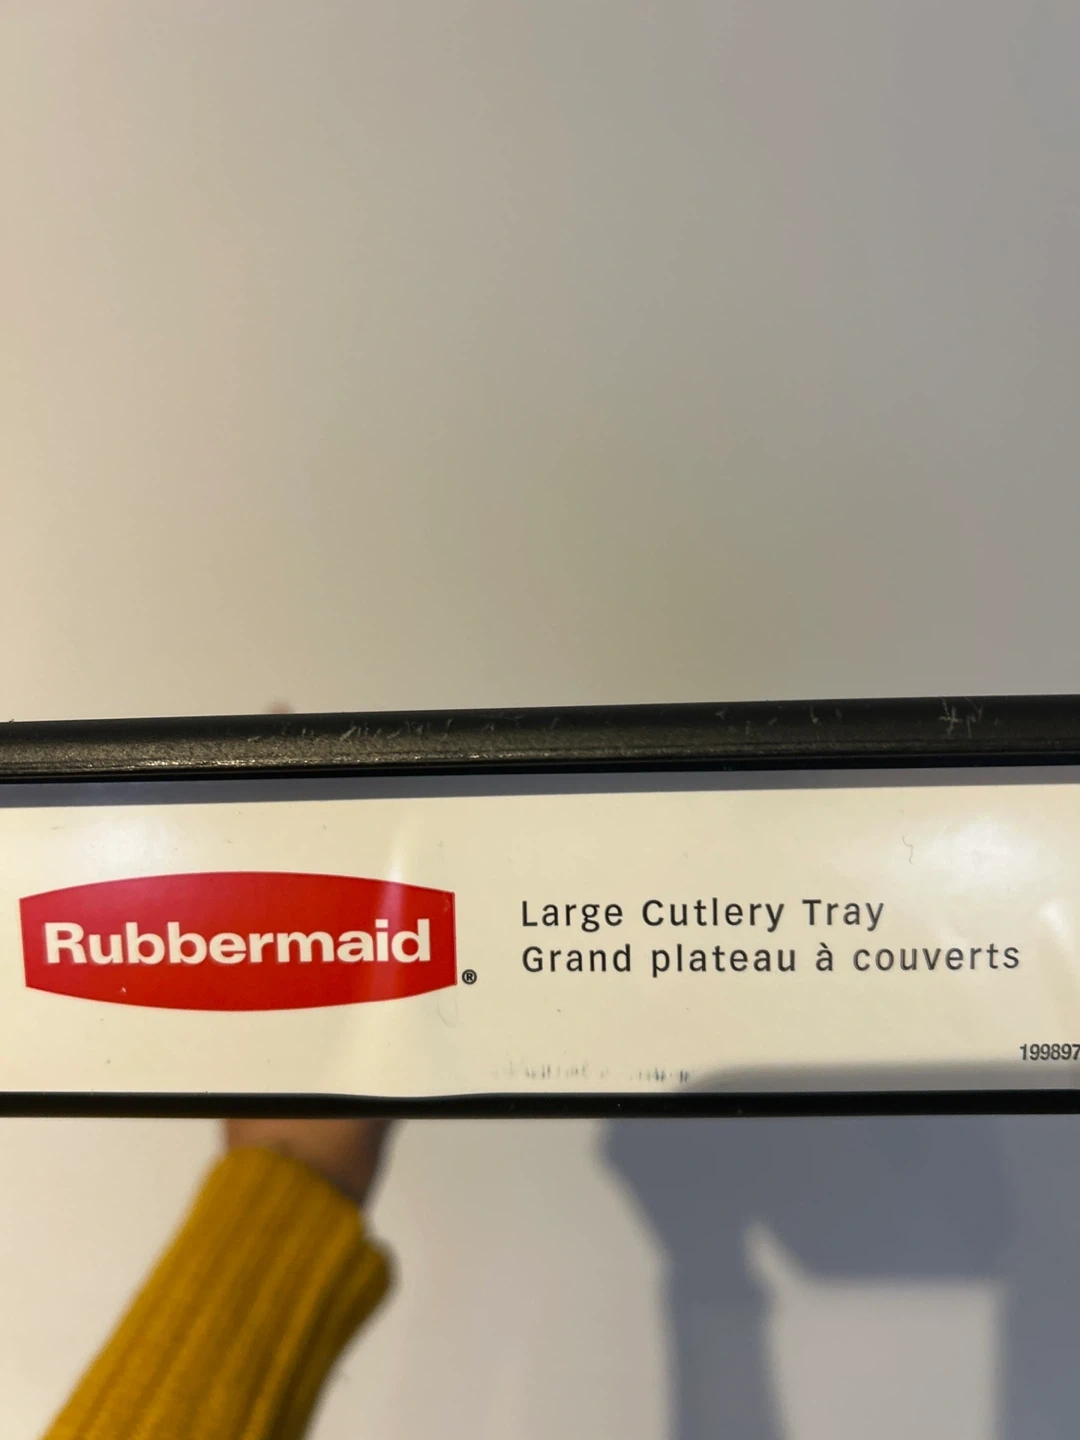 Rubbermaid®
Large Cutlery Tray
Grand plateau à couverts
199897